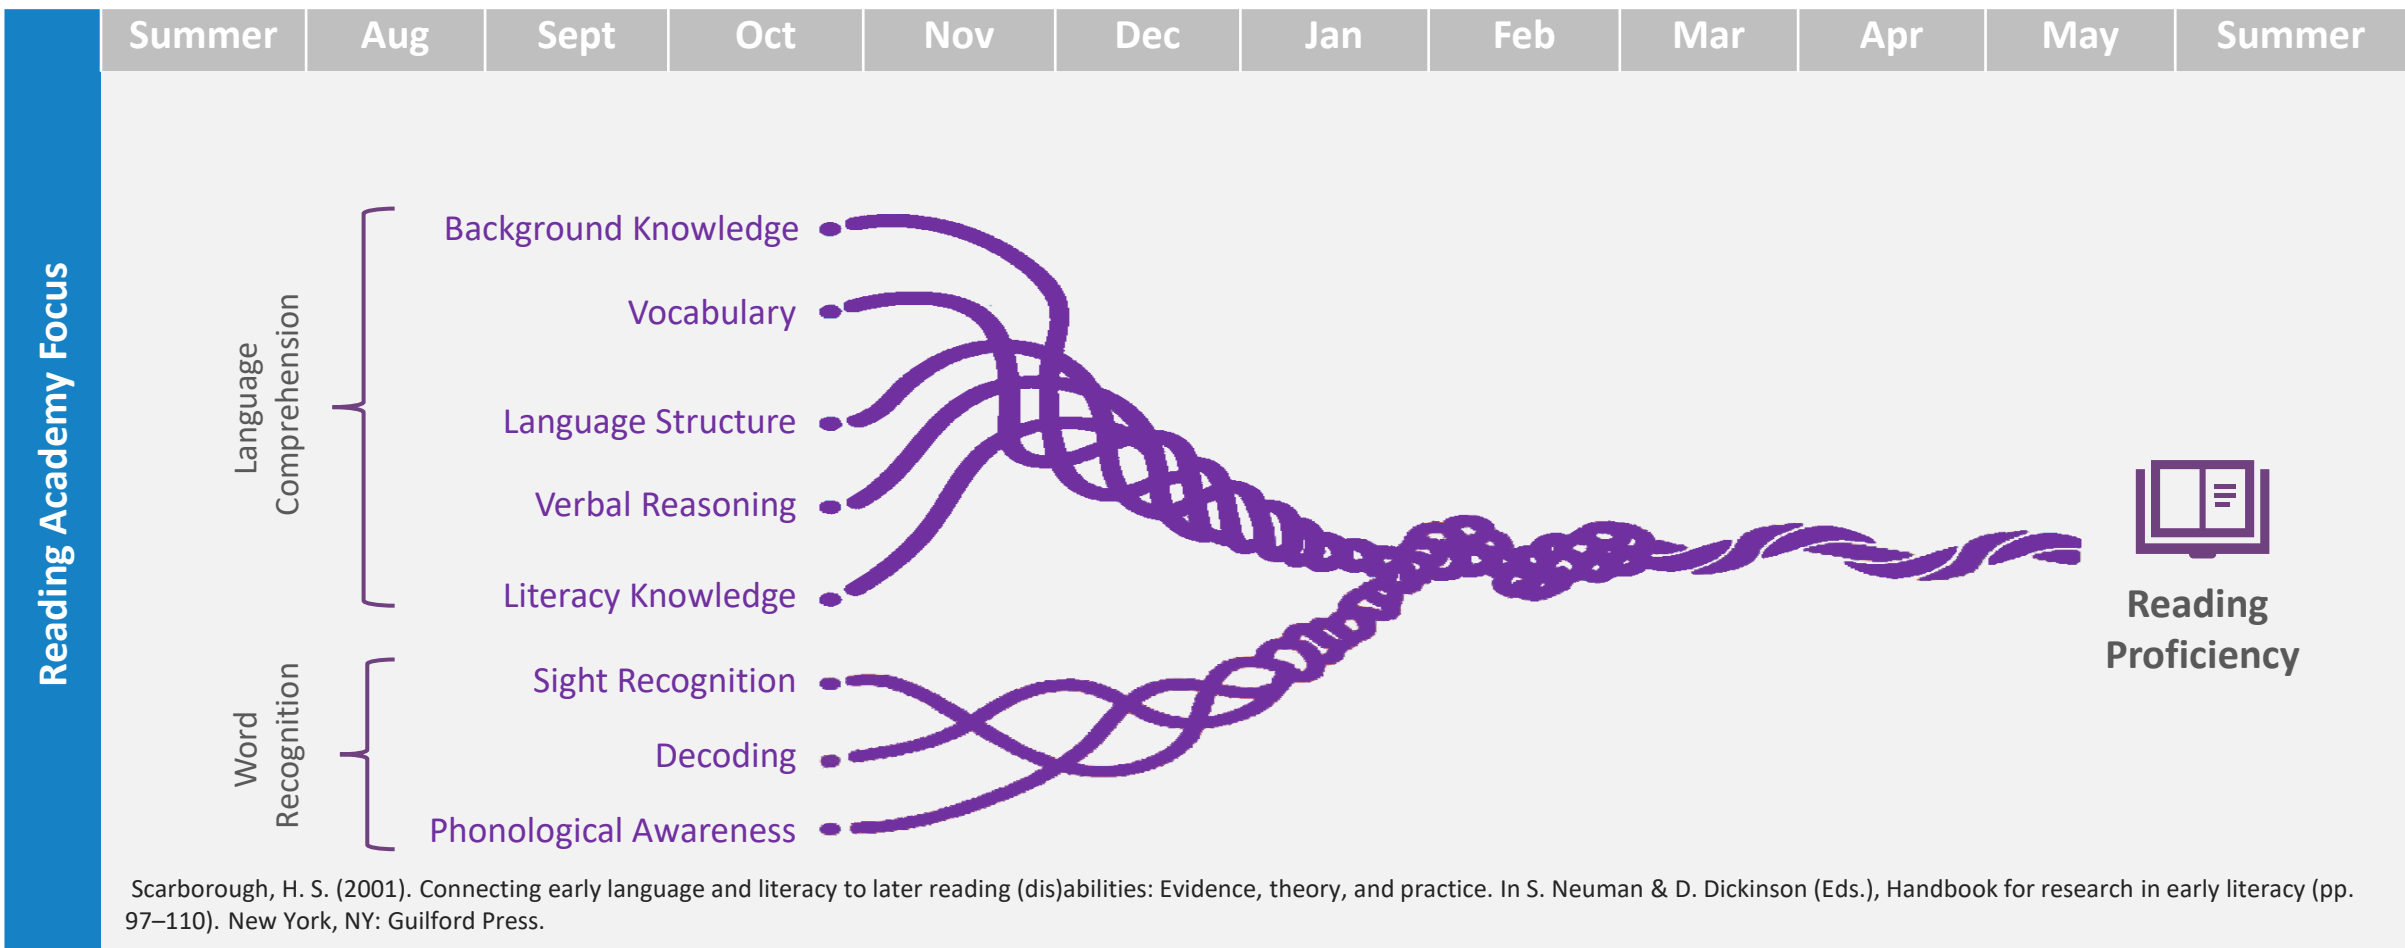 Summer Aug Sept Oct Nov Dec Jan Feb Mar Apr May Summer
Reading Academy Focus
Language
Comprehension
Background Knowledge
Vocabulary
Language Structure
Verbal Reasoning
Literacy Knowledge
Word
Recognition
Sight Recognition
Decoding
Phonological Awareness
Reading
Proficiency
Scarborough, H. S. (2001). Connecting early language and literacy to later reading (dis)abilities: Evidence, theory, and practice. In S. Neuman & D. Dickinson (Eds.), Handbook for research in early literacy (pp.
97–110). New York, NY: Guilford Press.